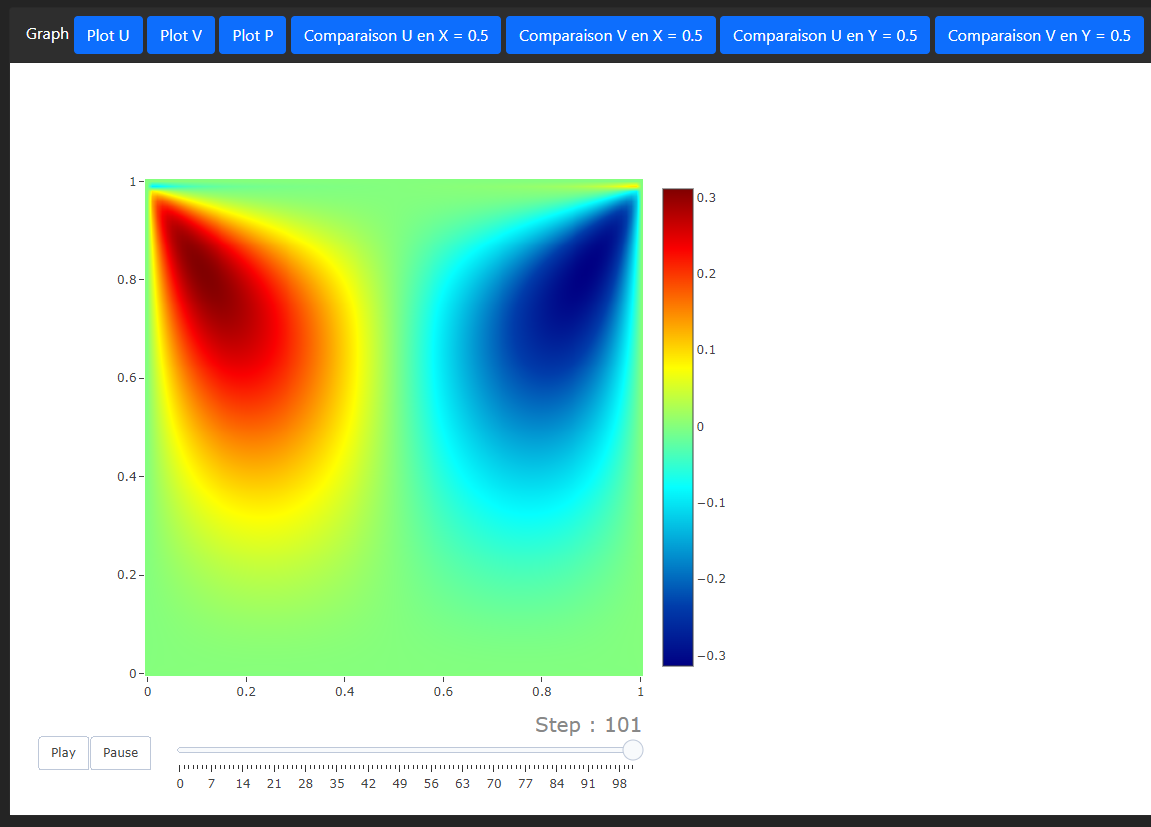 Graph Plot U Plot V Plot P Comparaison U en X = 0.5 Comparaison V en X = 0.5 Comparaison U en Y = 0.5 Comparaison V en Y = 0.5
1
0.8
0.6
0.4
0.2
0
0 0.2 0.4 0.6 0.8 1
0.3
0.2
0.1
0
−0.1
−0.2
−0.3
Step : 101
Play Pause
0 7 14 21 28 35 42 49 56 63 70 77 84 91 98